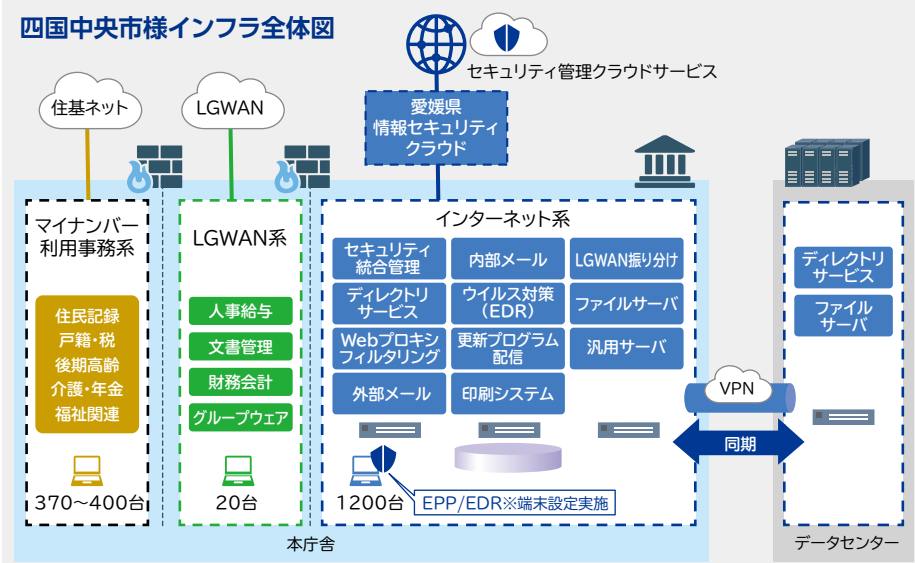 四国中央市様インフラ全体図
セキュリティ管理クラウドサービス
住基ネット
LGWAN
愛媛県
情報セキュリティ
クラウド
マイナンバー
利用事務系
住民記録
戸籍・税
後期高齢
介護・年金
福祉関連
370～400台
LGWAN系
人事給与
文書管理
財務会計
グループウェア
20台
インターネット系
セキュリティ
統合管理
内部メール
LGWAN振り分け
ディレクトリ
サービス
ウイルス対策
（EDR）
ファイルサーバ
Webプロキシ
フィルタリング
更新プログラム
配信
汎用サーバ
外部メール
印刷システム
1200台
EPP/EDR※端末設定実施
本庁舎
VPN
同期
ディレクトリ
サービス
ファイル
サーバ
データセンター